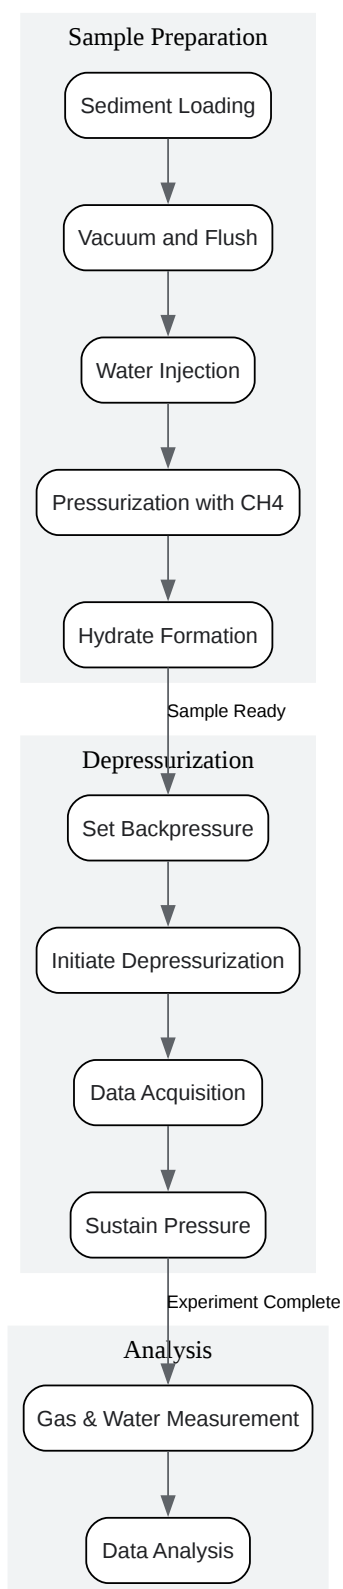 Sample Preparation
Sediment Loading
Vacuum and Flush
Water Injection
Pressurization with CH4
Hydrate Formation
Sample Ready
Depressurization
Set Backpressure
Initiate Depressurization
Data Acquisition
Sustain Pressure
Experiment Complete
Analysis
Gas & Water Measurement
Data Analysis